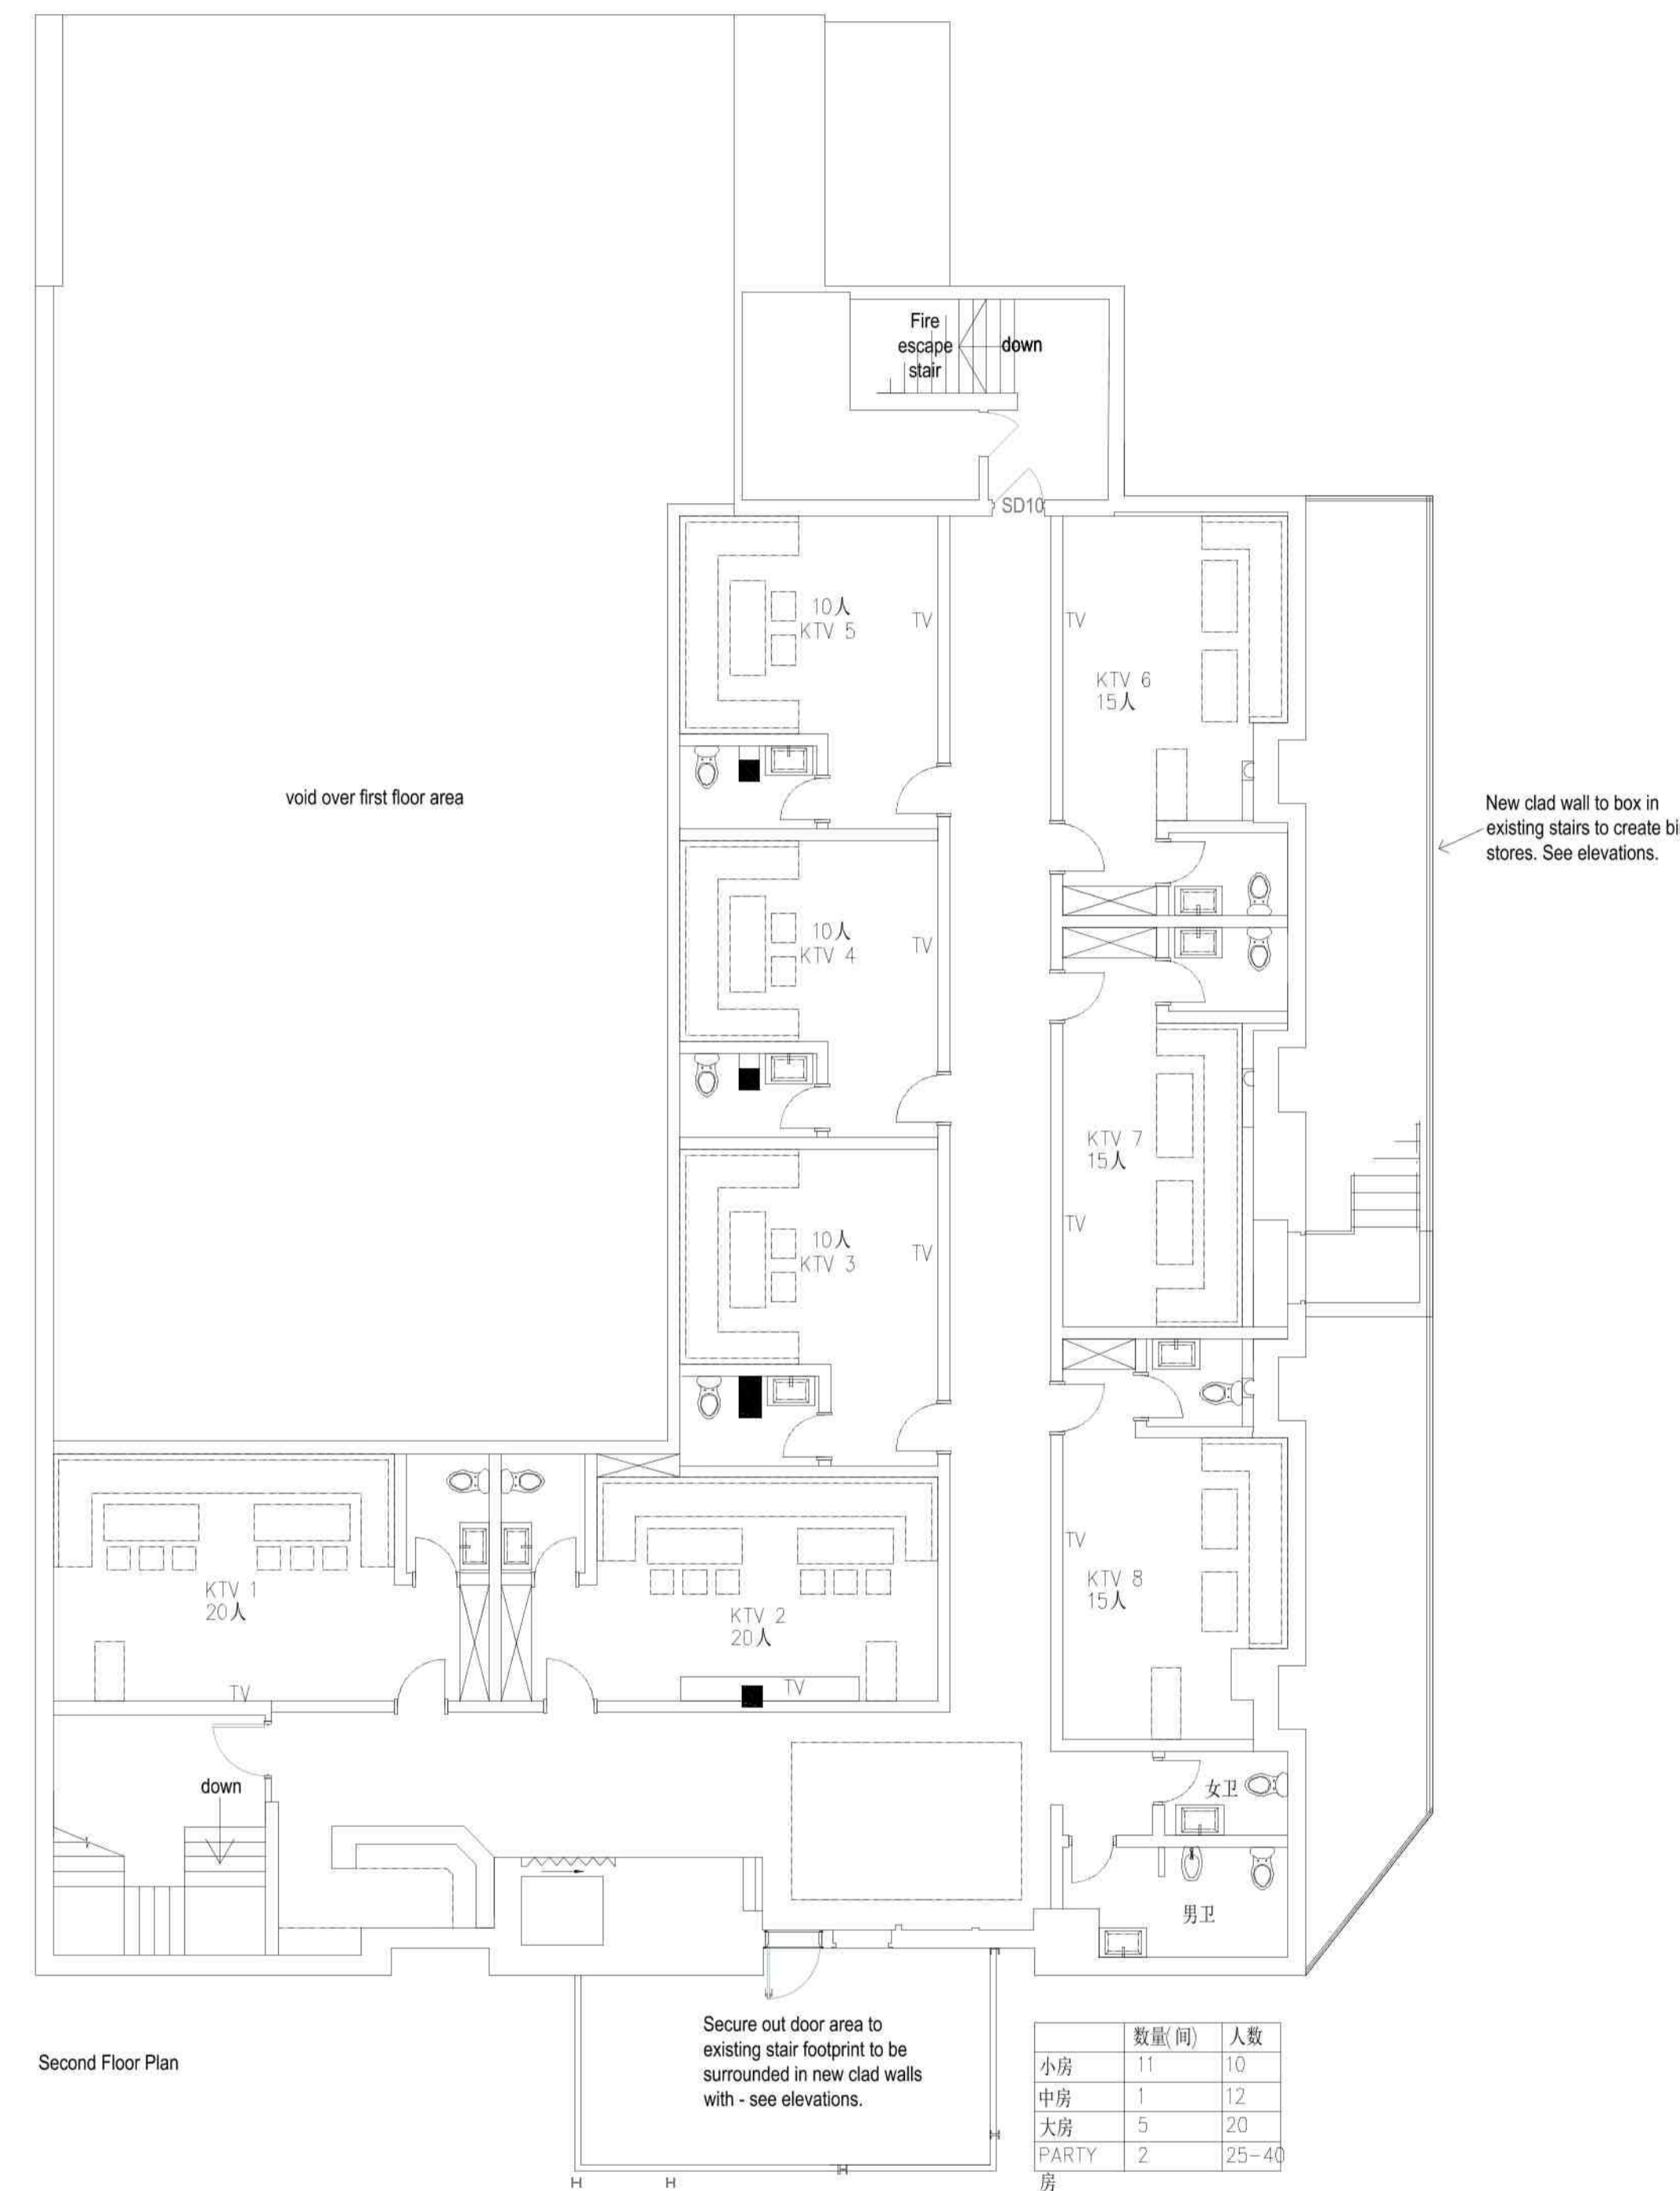 Fire
escape
stair
down
SD10
10人
KTV 5
TV
TV
KTV 6
15人
void over first floor area
New clad wall to box in
existing stairs to create bi
stores. See elevations.
10人
KTV 4
TV
KTV 7
15人
TV
10人
KTV 3
TV
TV
KTV 8
15人
KTV 1
20人
TV
KTV 2
20人
TV
down
女卫
男卫
Secure out door area to
existing stair footprint to be
surrounded in new clad walls
with - see elevations.
Second Floor Plan
数量(间) 人数
小房 11 10
中房 1 12
大房 5 20
PARTY 2 25-40
房